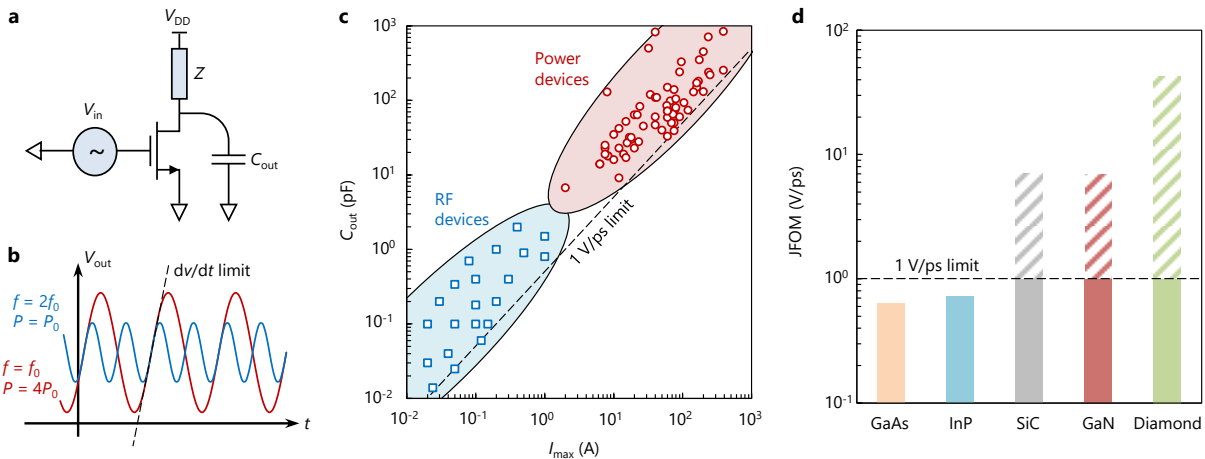 a
V_DD
Z
V_in
~
C_out
b
V_out
dv/dt limit
f = 2f_0
P = P_0
f = f_0
P = 4P_0
t
c
C_out (pF)
10^3
10^2
10^1
10^0
10^-1
10^-2
Power
devices
RF
devices
1 V/ps limit
10^-2 10^-1 10^0 10^1 10^2 10^3
I_max (A)
d
JFOM (V/ps)
10^2
10^1
10^0
10^-1
1 V/ps limit
GaAs InP SiC GaN Diamond